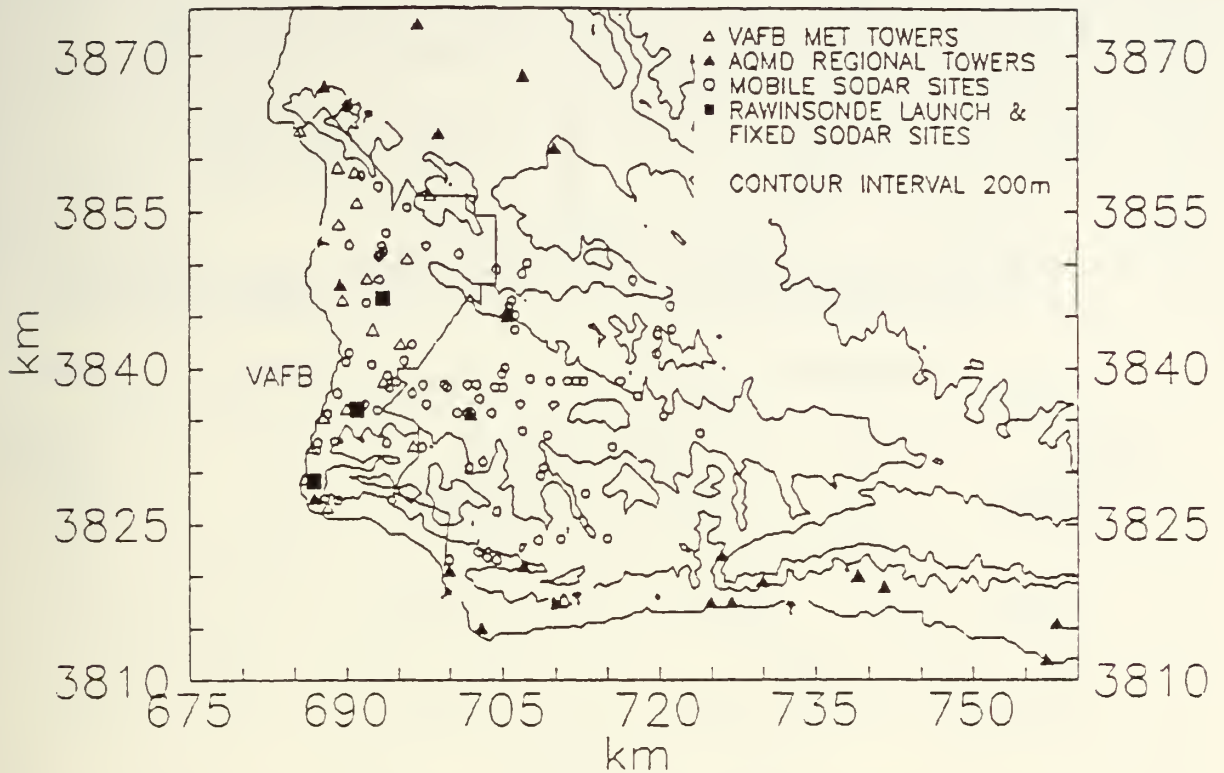 △ VAFB MET TOWERS
▲ AQMD REGIONAL TOWERS
○ MOBILE SODAR SITES
■ RAWINSONDE LAUNCH &
FIXED SODAR SITES
CONTOUR INTERVAL 200m
3870
3870
3855
3855
km
VAFB
3840
3840
3825
3825
3810
3810
675
690
705
720
735
750
km